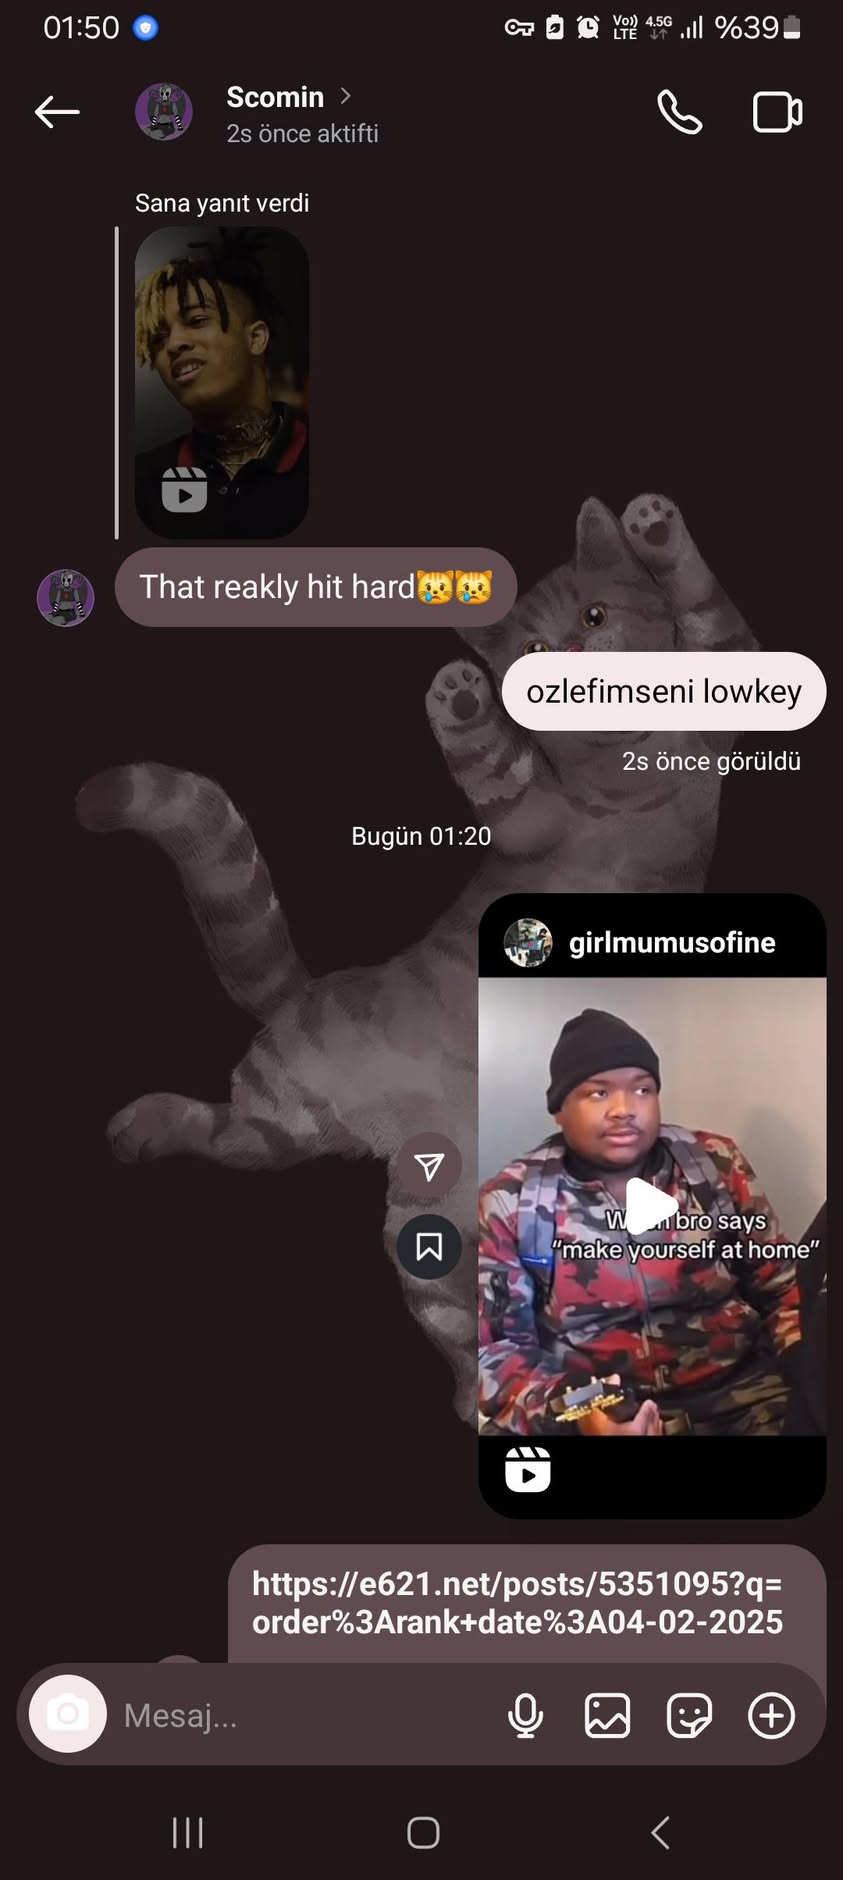 01:50
Vo)) LTE 4.5G %39
Scomin
2s önce aktifti
Sana yanıt verdi
That reakly hit hard😿😿
ozlefimseni lowkey
2s önce görüldü
Bugün 01:20
girlmumusofine
bro says
“make yourself at home”
https://e621.net/posts/5351095?q=
order%3Arank+date%3A04-02-2025
Mesaj...